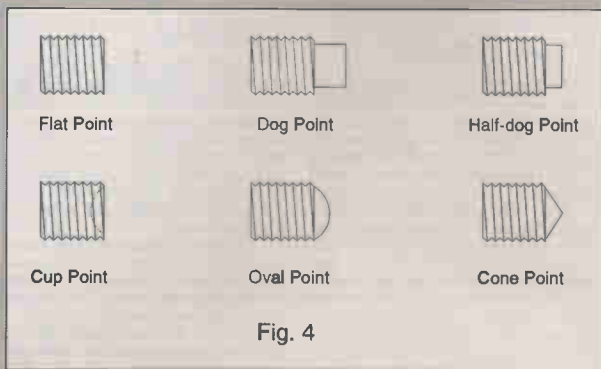 Flat Point
Dog Point
Half-dog Point
Cup Point
Oval Point
Cone Point
Fig. 4